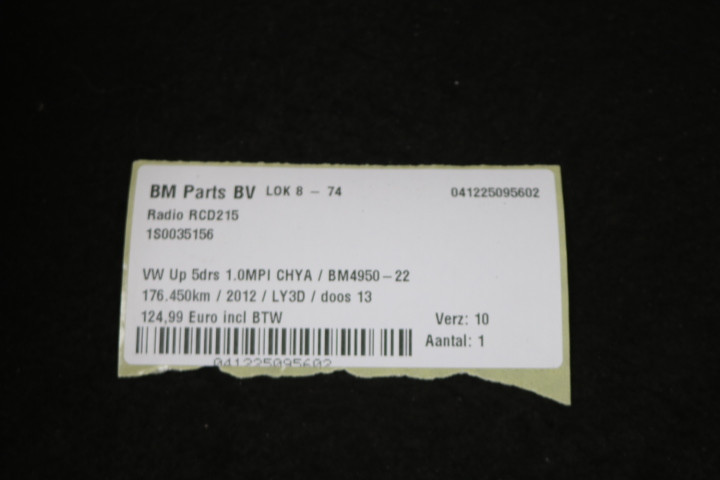 BM Parts BV LOK 8 – 74 041225095602
Radio RCD215
1S0035156
VW Up 5drs 1.0MPI CHYA / BM4950-22
176.450km / 2012 / LY3D / doos 13
124,99 Euro incl BTW Verz: 10
Aantal: 1
041225095602